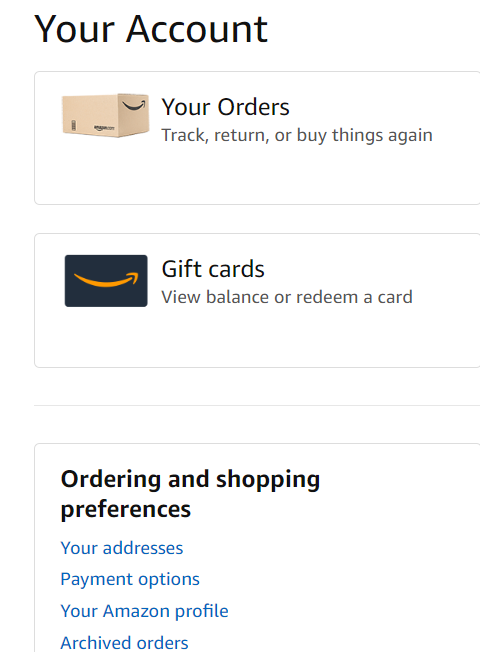 Your Account
Your Orders
Track, return, or buy things again
Gift cards
View balance or redeem a card
Ordering and shopping
preferences
Your addresses
Payment options
Your Amazon profile
Archived orders